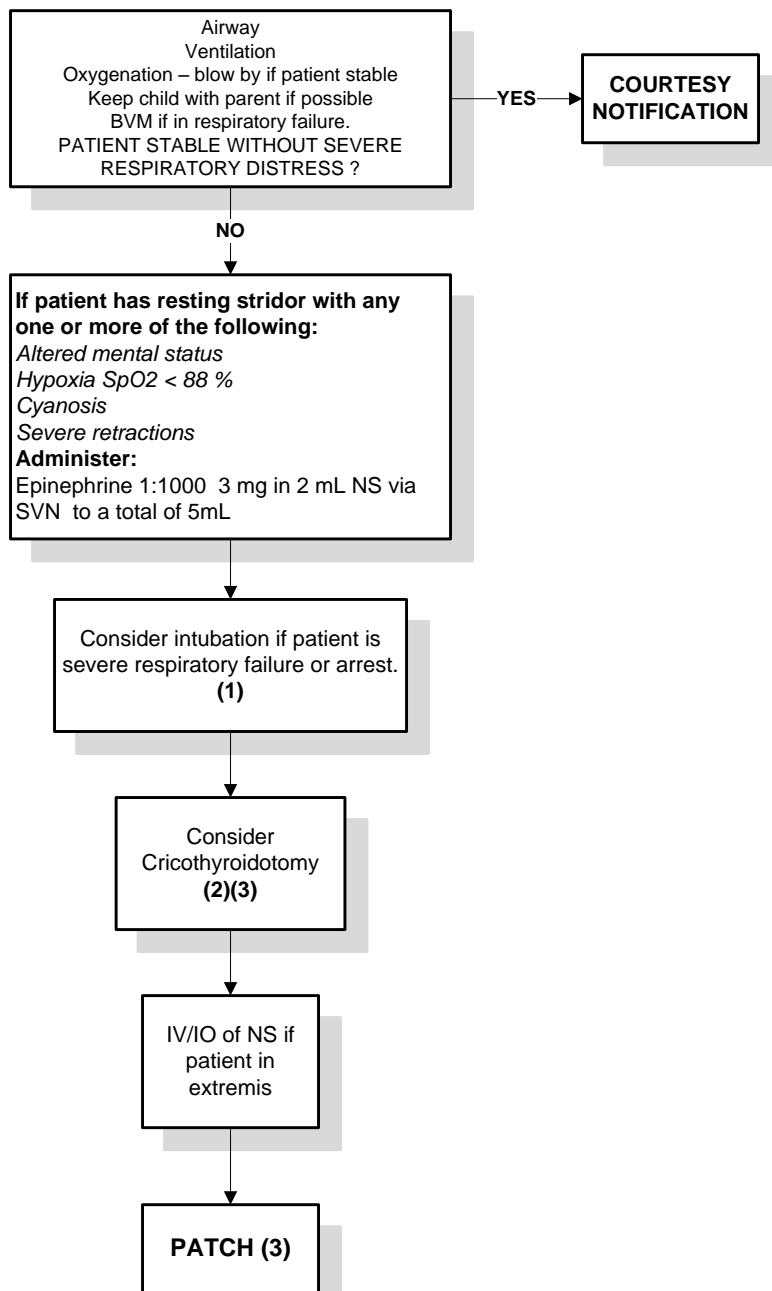 Airway
Ventilation
Oxygenation – blow by if patient stable
Keep child with parent if possible
BVM if in respiratory failure.
PATIENT STABLE WITHOUT SEVERE
RESPIRATORY DISTRESS ?
YES
COURTESY
NOTIFICATION
NO
If patient has resting stridor with any
one or more of the following:
Altered mental status
Hypoxia SpO2 < 88 %
Cyanosis
Severe retractions
Administer:
Epinephrine 1:1000  3 mg in 2 mL NS via
SVN  to a total of 5mL
Consider intubation if patient is
severe respiratory failure or arrest.
(1)
Consider
Cricothyroidotomy
(2)(3)
IV/IO of NS if
patient in
extremis
PATCH (3)